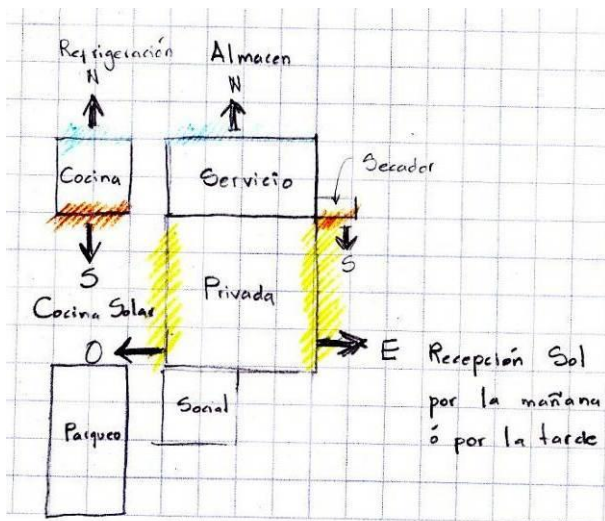 Refrigeración
N
Almacen
N
Cocina
Servicio
Secador
S
S
Cocina Solar
Privada
O
E
Recepción Sol
por la mañana
ó por la tarde
Parqueo
Social